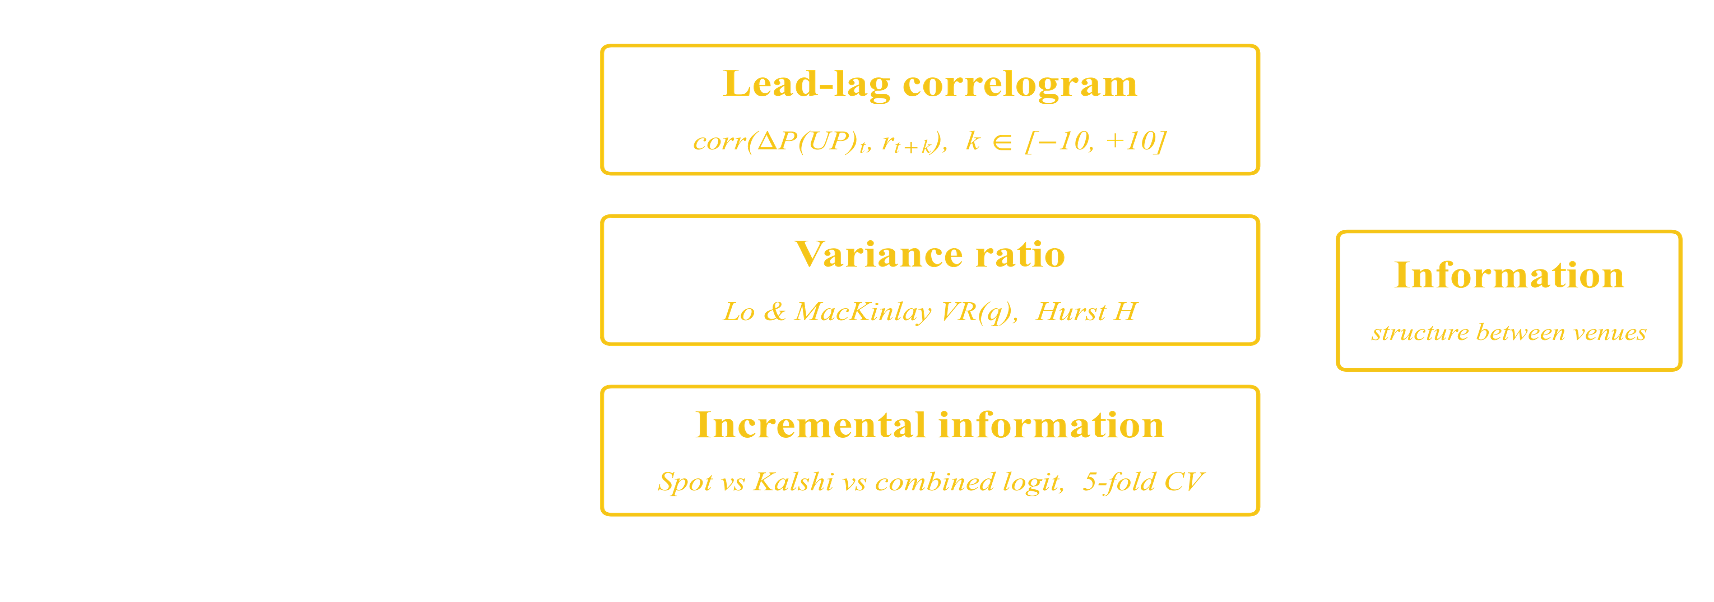 Lead-lag correlogram
corr(ΔP(UP)t, rt+k), k ∈ [−10, +10]
Variance ratio
Lo & MacKinlay VR(q), Hurst H
Incremental information
Spot vs Kalshi vs combined logit, 5-fold CV
Information
structure between venues